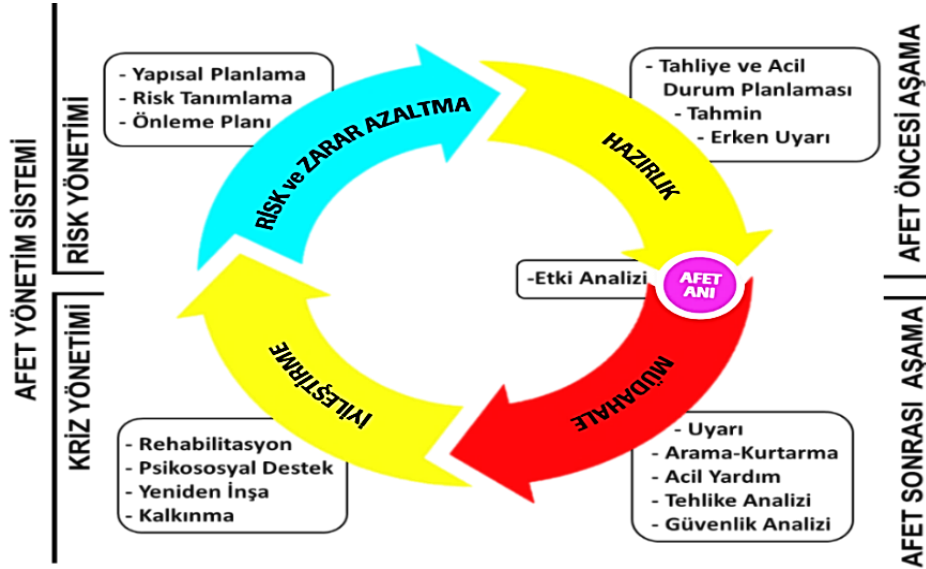 AFET YÖNETİM SİSTEMİ
RİSK YÖNETİMİ
KRİZ YÖNETİMİ
- Yapısal Planlama
- Risk Tanımlama
- Önleme Planı
RİSK ve ZARAR AZALTMA
HAZIRLIK
- Tahliye ve Acil
Durum Planlaması
- Tahmin
- Erken Uyarı
-Etki Analizi
AFET
ANI
MÜDAHALE
- Uyarı
- Arama-Kurtarma
- Acil Yardım
- Tehlike Analizi
- Güvenlik Analizi
İYİLEŞTİRME
- Rehabilitasyon
- Psikososyal Destek
- Yeniden İnşa
- Kalkınma
AFET ÖNCESİ AŞAMA
AFET SONRASI AŞAMA